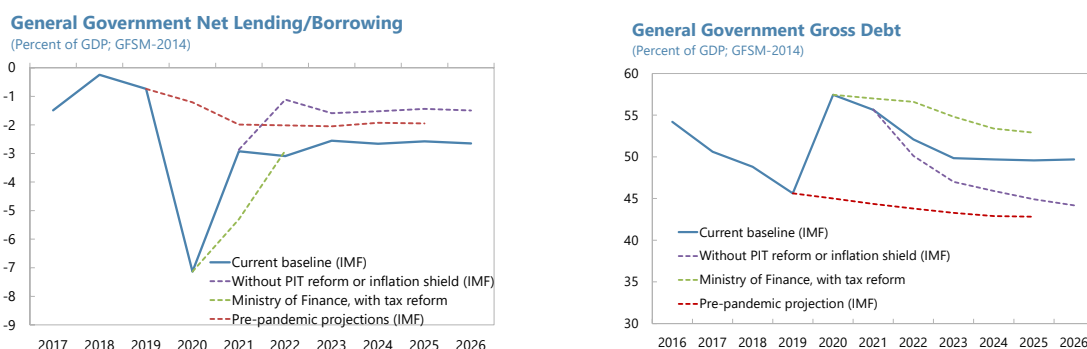 General Government Net Lending/Borrowing
(Percent of GDP; GFSM-2014)
0
-1
-2
-3
-4
-5
-6
-7
-8
-9
Current baseline (IMF)
Without PIT reform or inflation shield (IMF)
Ministry of Finance, with tax reform
Pre-pandemic projections (IMF)
2017 2018 2019 2020 2021 2022 2023 2024 2025 2026
General Government Gross Debt
(Percent of GDP; GFSM-2014)
60
55
50
45
40
35
30
Current baseline (IMF)
Without PIT reform or inflation shield (IMF)
Ministry of Finance, with tax reform
Pre-pandemic projection (IMF)
2016 2017 2018 2019 2020 2021 2022 2023 2024 2025 2026